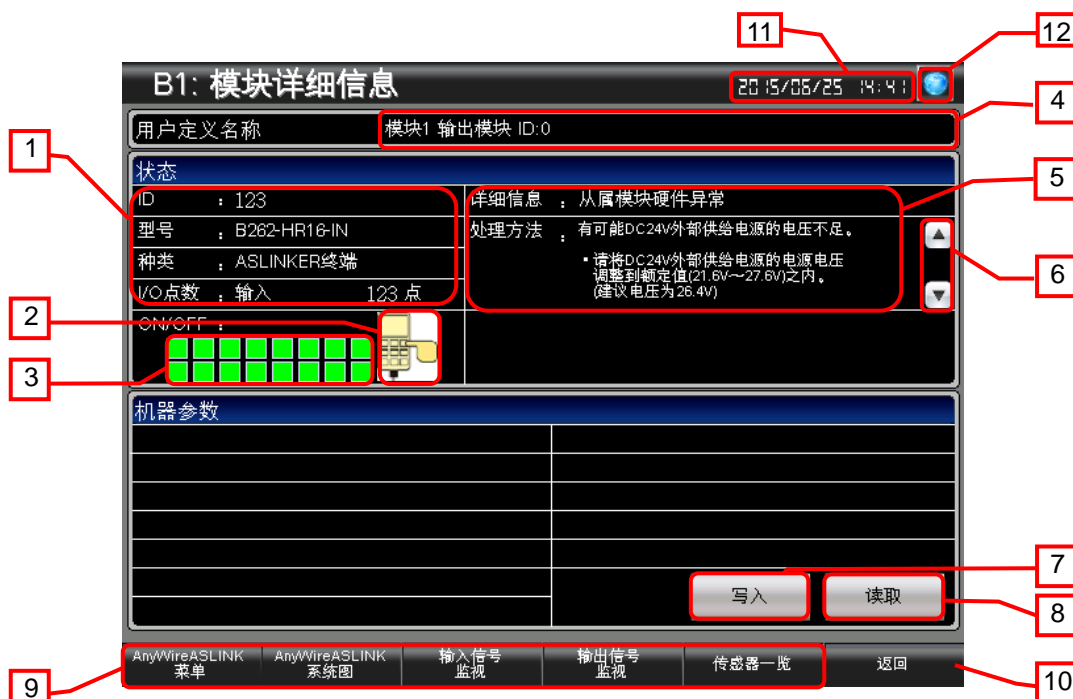 11
12
B1: 模块详细信息
2015/06/25 14:41
4
用户定义名称 模块1 输出模块 ID:0
1
状态
5
ID : 123
详细信息 : 从属模块硬件异常
型号 : B262-HR16-IN
处理方法 : 有可能DC24V外部供给电源的电压不足。
种类 : ASLINKER终端
▪请将DC24V外部供给电源的电源电压
调整到额定值(21.6V～27.6V)之内。
(建议电压为26.4V)
6
I/O点数 : 输入 123 点
2
ON/OFF :
3
机器参数
7
写入
读取
8
AnyWireASLINK
菜单
AnyWireASLINK
系统图
输入信号
监视
输出信号
监视
传感器一览
返回
9
10